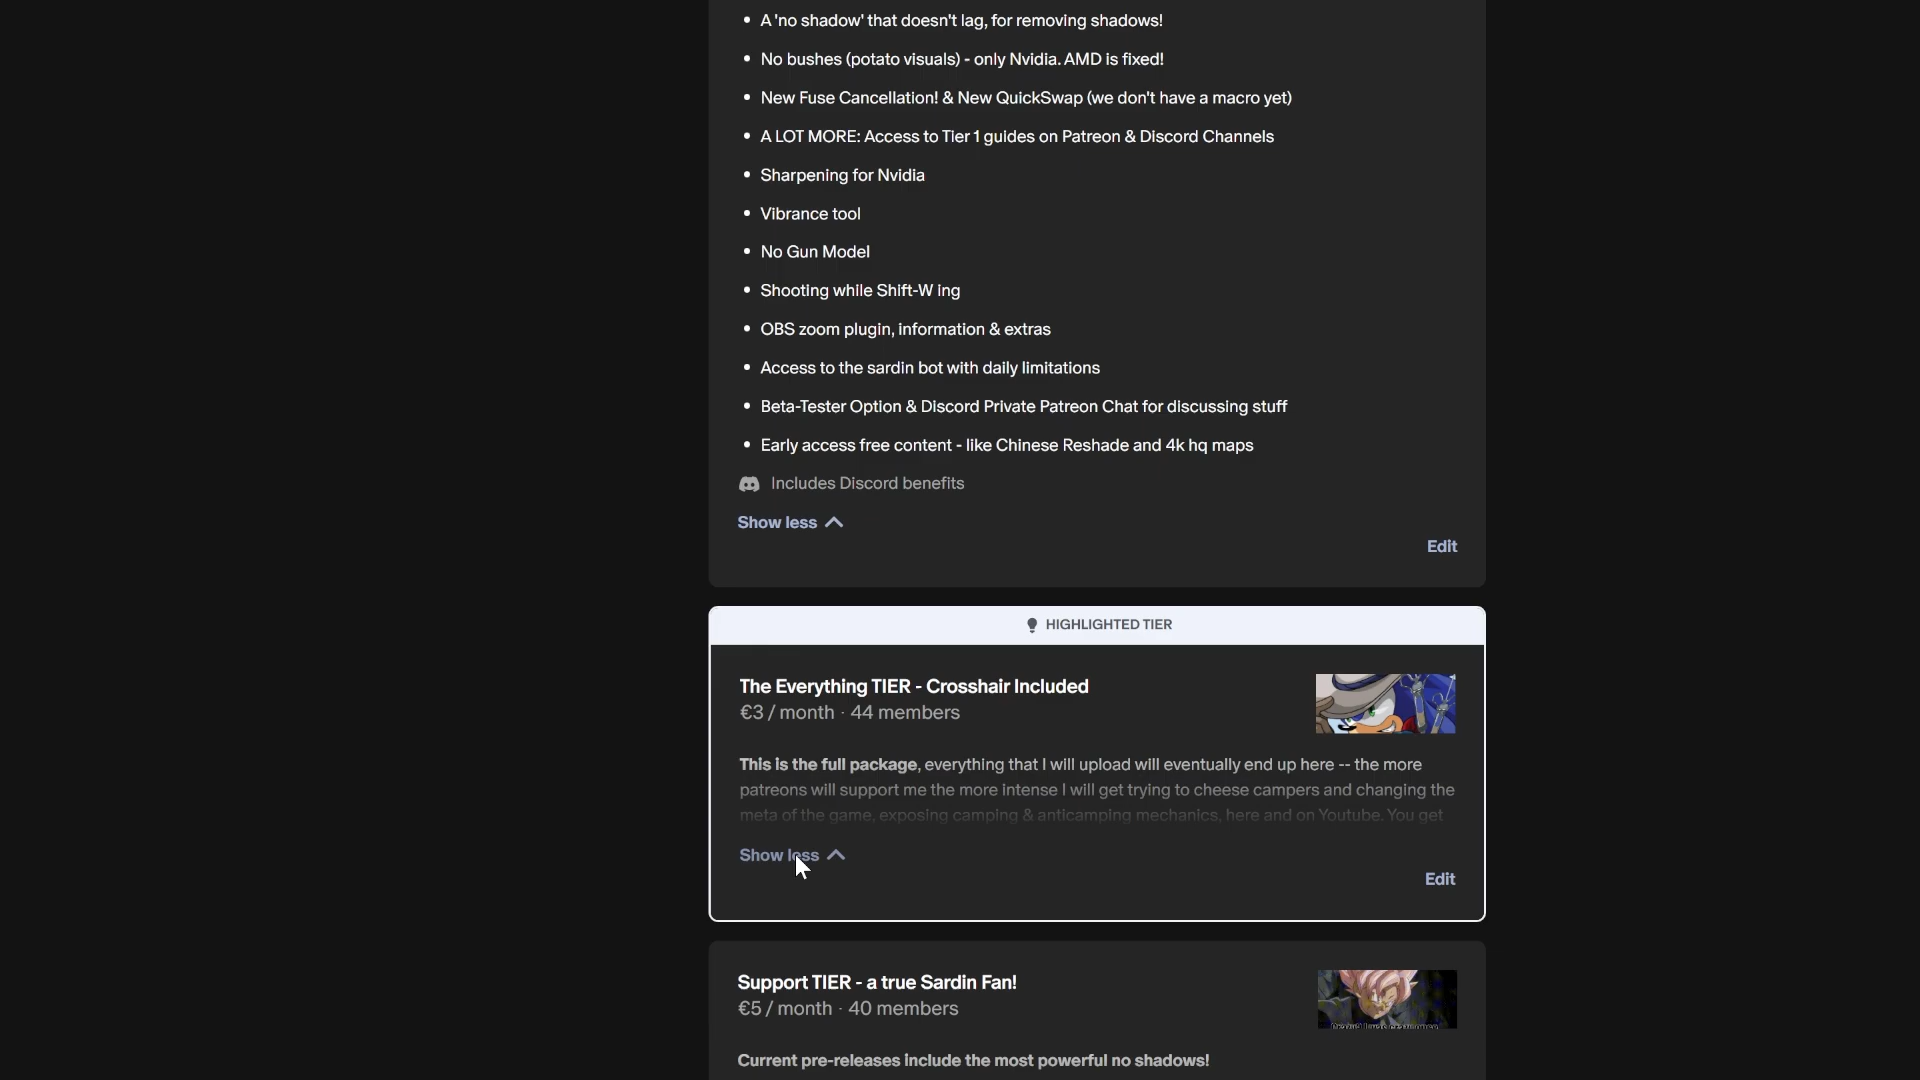 A 'no shadow' that doesn't lag, for removing shadows!
No bushes (potato visuals) - only Nvidia. AMD is fixed!
New Fuse Cancellation! & New QuickSwap (we don't have a macro yet)
A LOT MORE: Access to Tier 1 guides on Patreon & Discord Channels
Sharpening for Nvidia
Vibrance tool
No Gun Model
Shooting while Shift-W ing
OBS zoom plugin, information & extras
Access to the sardin bot with daily limitations
Beta-Tester Option & Discord Private Patreon Chat for discussing stuff
Early access free content - like Chinese Reshade and 4k hq maps
Includes Discord benefits
Show less
Edit
HIGHLIGHTED TIER
The Everything TIER - Crosshair Included
€3 / month · 44 members
This is the full package, everything that I will upload will eventually end up here -- the more
patreons will support me the more intense I will get trying to cheese campers and changing the
meta of the game, exposing camping & anticamping mechanics, here and on Youtube. You get
Show less
Edit
Support TIER - a true Sardin Fan!
€5 / month · 40 members
Current pre-releases include the most powerful no shadows!